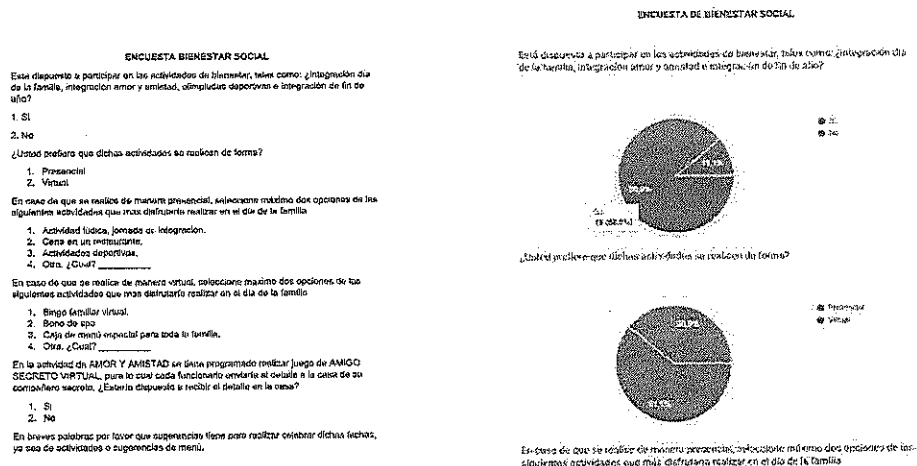 ENCUESTA BIENESTAR SOCIAL
Esta dispuesto a participar en las actividades de bienestar, tales como: ¿Integración día
de la familia, integración amor y amistad, olimpiadas deportivas e integración de fin de
año?
1. Si
2. No
¿Usted prefiere que dichas actividades se realicen de forma?
1. Presencial
2. Virtual
En caso de que se realice de manera presencial, seleccione máximo dos opciones de las
siguientes actividades que mas disfrutaría realizar en el día de la familia
1. Actividad lúdica, jornada de integración.
2. Cena en un restaurante.
3. Actividades deportivas.
4. Otra. ¿Cual? __________
En caso de que se realice de manera virtual, seleccione maximo dos opciones de las
siguientes actividades que mas disfrutaría realizar en el día de la familia
1. Bingo familiar virtual.
2. Bono de spa
3. Caja de menú especial para toda la familia.
4. Otra. ¿Cual? __________
En la actividad de AMOR Y AMISTAD se tiene programado realizar juego de AMIGO
SECRETO VIRTUAL, para lo cual cada funcionario enviaría el detalle a la casa de su
compañero secreto. ¿Estaría dispuesto a recibir el detalle en la casa?
1. Si
2. No
En breves palabras por favor que sugerencias tiene para realizar celebrar dichas fechas,
ya sea de actividades o sugerencias de menú.
ENCUESTA DE BIENESTAR SOCIAL
Está dispuesto a participar en las actividades de bienestar, tales como: ¿Integración día
de la familia, integración amor y amistad e integración de fin de año?
Si
No
¿Usted prefiere que dichas actividades se realicen de forma?
Presencial
Virtual
En caso de que se realice de manera presencial, seleccione máximo dos opciones de las
siguientes actividades que más disfrutaría realizar en el día de la familia